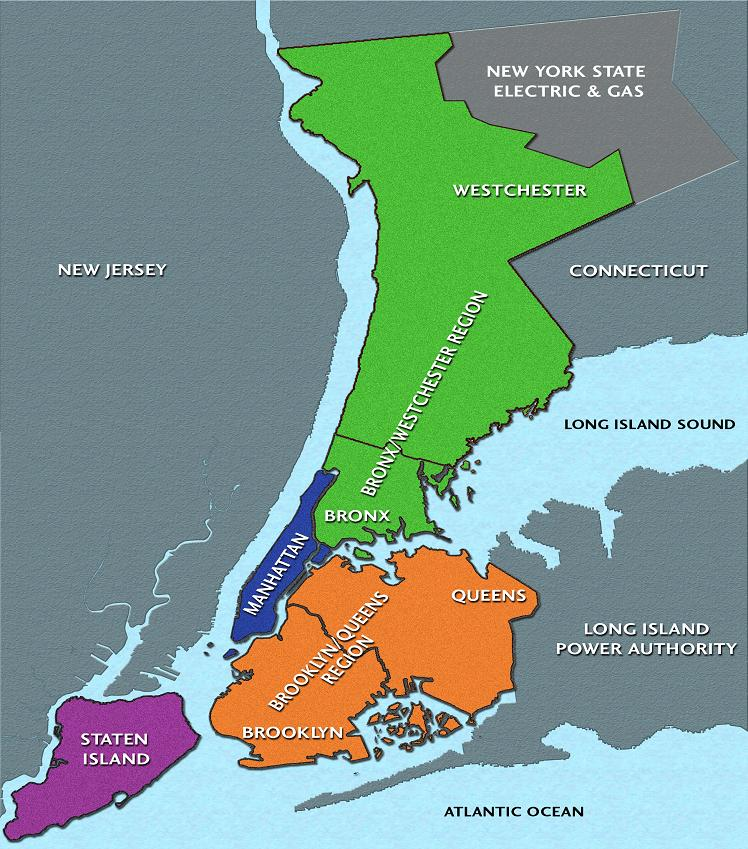 NEW YORK STATE
ELECTRIC & GAS
WESTCHESTER
NEW JERSEY
CONNECTICUT
BRONX/WESTCHESTER REGION
LONG ISLAND SOUND
BRONX
MANHATTAN
QUEENS
BROOKLYN/QUEENS
REGION
LONG ISLAND
POWER AUTHORITY
BROOKLYN
STATEN
ISLAND
ATLANTIC OCEAN